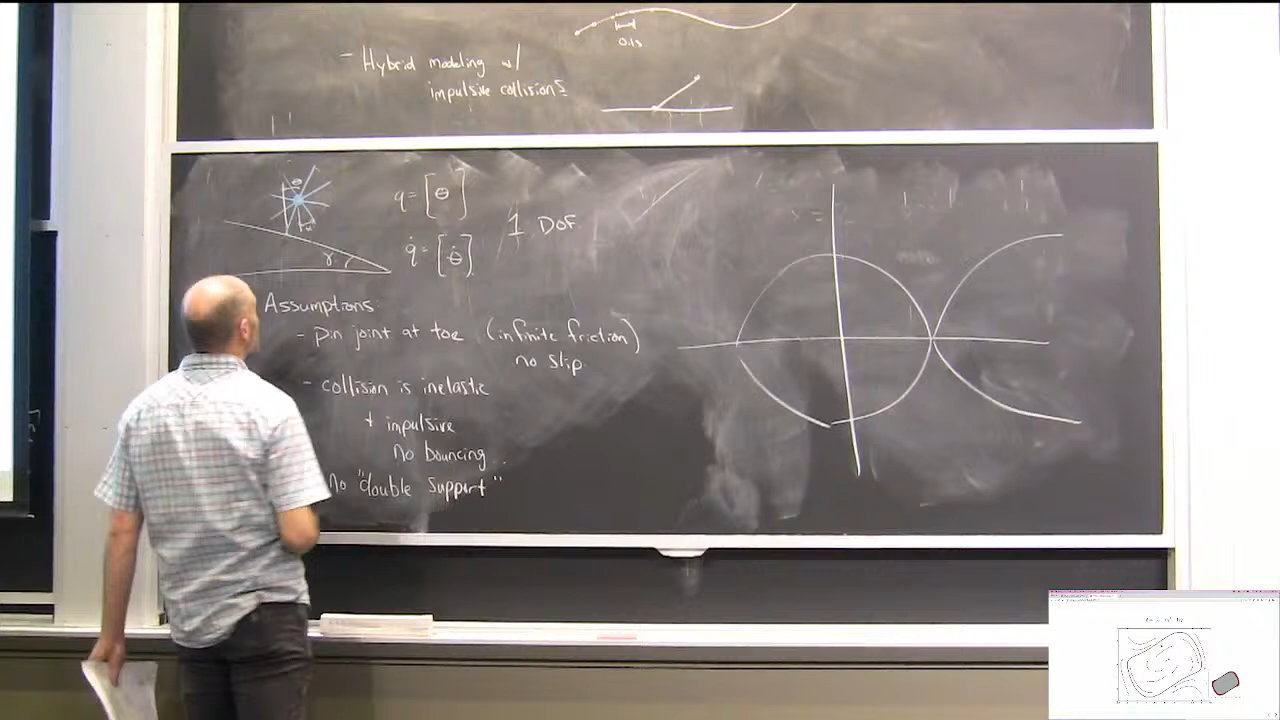 0.1s
- Hybrid modeling w/
impulsive collisions
θ
γ
q = [θ]
q̇ = [θ̇]
1 DOF
Assumptions:
- pin joint at toe (infinite friction)
no slip.
- collision is inelastic
+ impulsive
No bouncing..
No "double support"